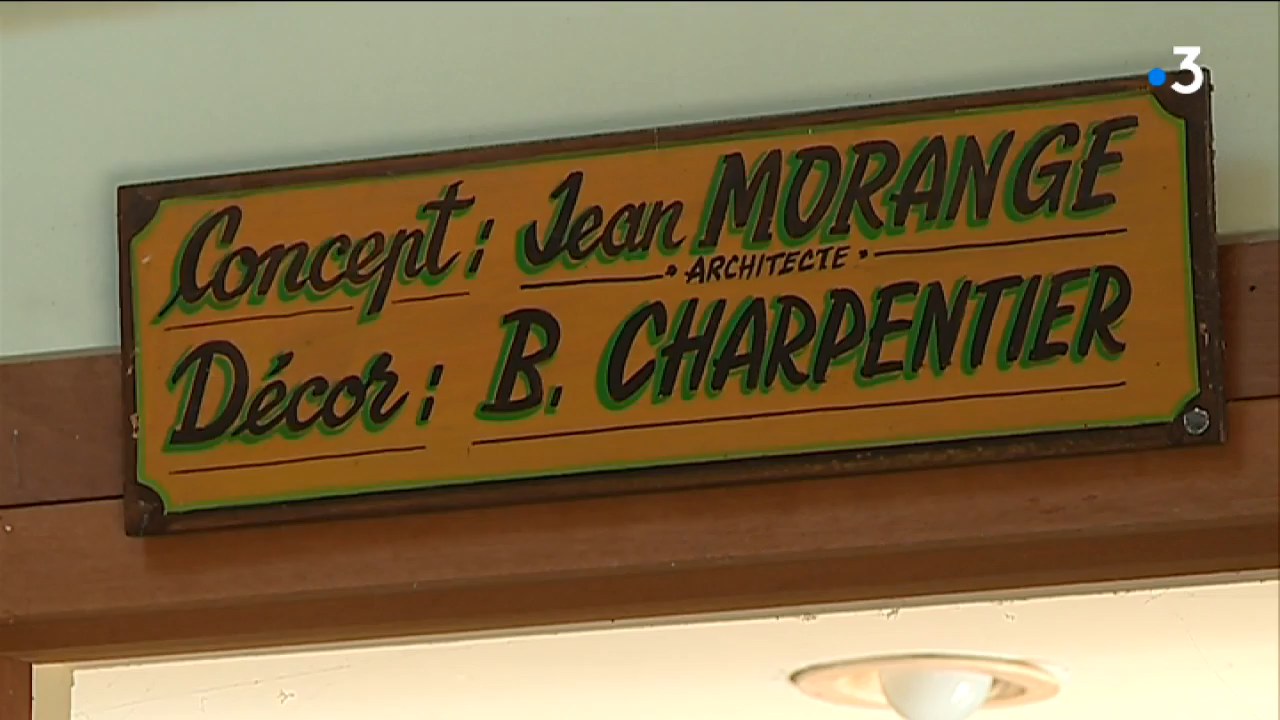 3
Concept : Jean MORANGE
ARCHITECTE
Décor : B. CHARPENTIER